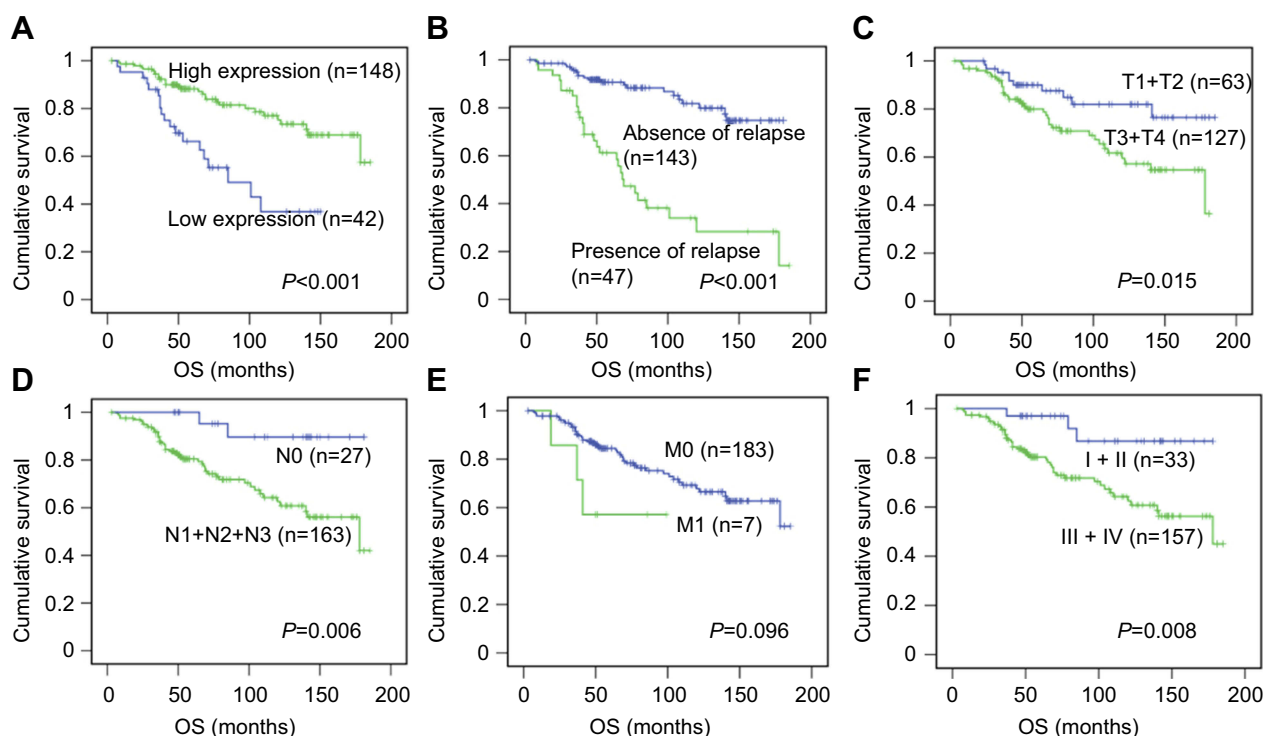 A
Cumulative survival
1
0.8
0.6
0.4
0.2
0
High expression (n=148)
Low expression (n=42)
P<0.001
0 50 100 150 200
OS (months)
B
Cumulative survival
1
0.8
0.6
0.4
0.2
0
Absence of relapse
(n=143)
Presence of relapse
(n=47)
P<0.001
0 50 100 150 200
OS (months)
C
Cumulative survival
1
0.8
0.6
0.4
0.2
0
T1+T2 (n=63)
T3+T4 (n=127)
P=0.015
0 50 100 150 200
OS (months)
D
Cumulative survival
1
0.8
0.6
0.4
0.2
0
N0 (n=27)
N1+N2+N3 (n=163)
P=0.006
0 50 100 150 200
OS (months)
E
Cumulative survival
1
0.8
0.6
0.4
0.2
0
M0 (n=183)
M1 (n=7)
P=0.096
0 50 100 150 200
OS (months)
F
Cumulative survival
1
0.8
0.6
0.4
0.2
0
I + II (n=33)
III + IV (n=157)
P=0.008
0 50 100 150 200
OS (months)